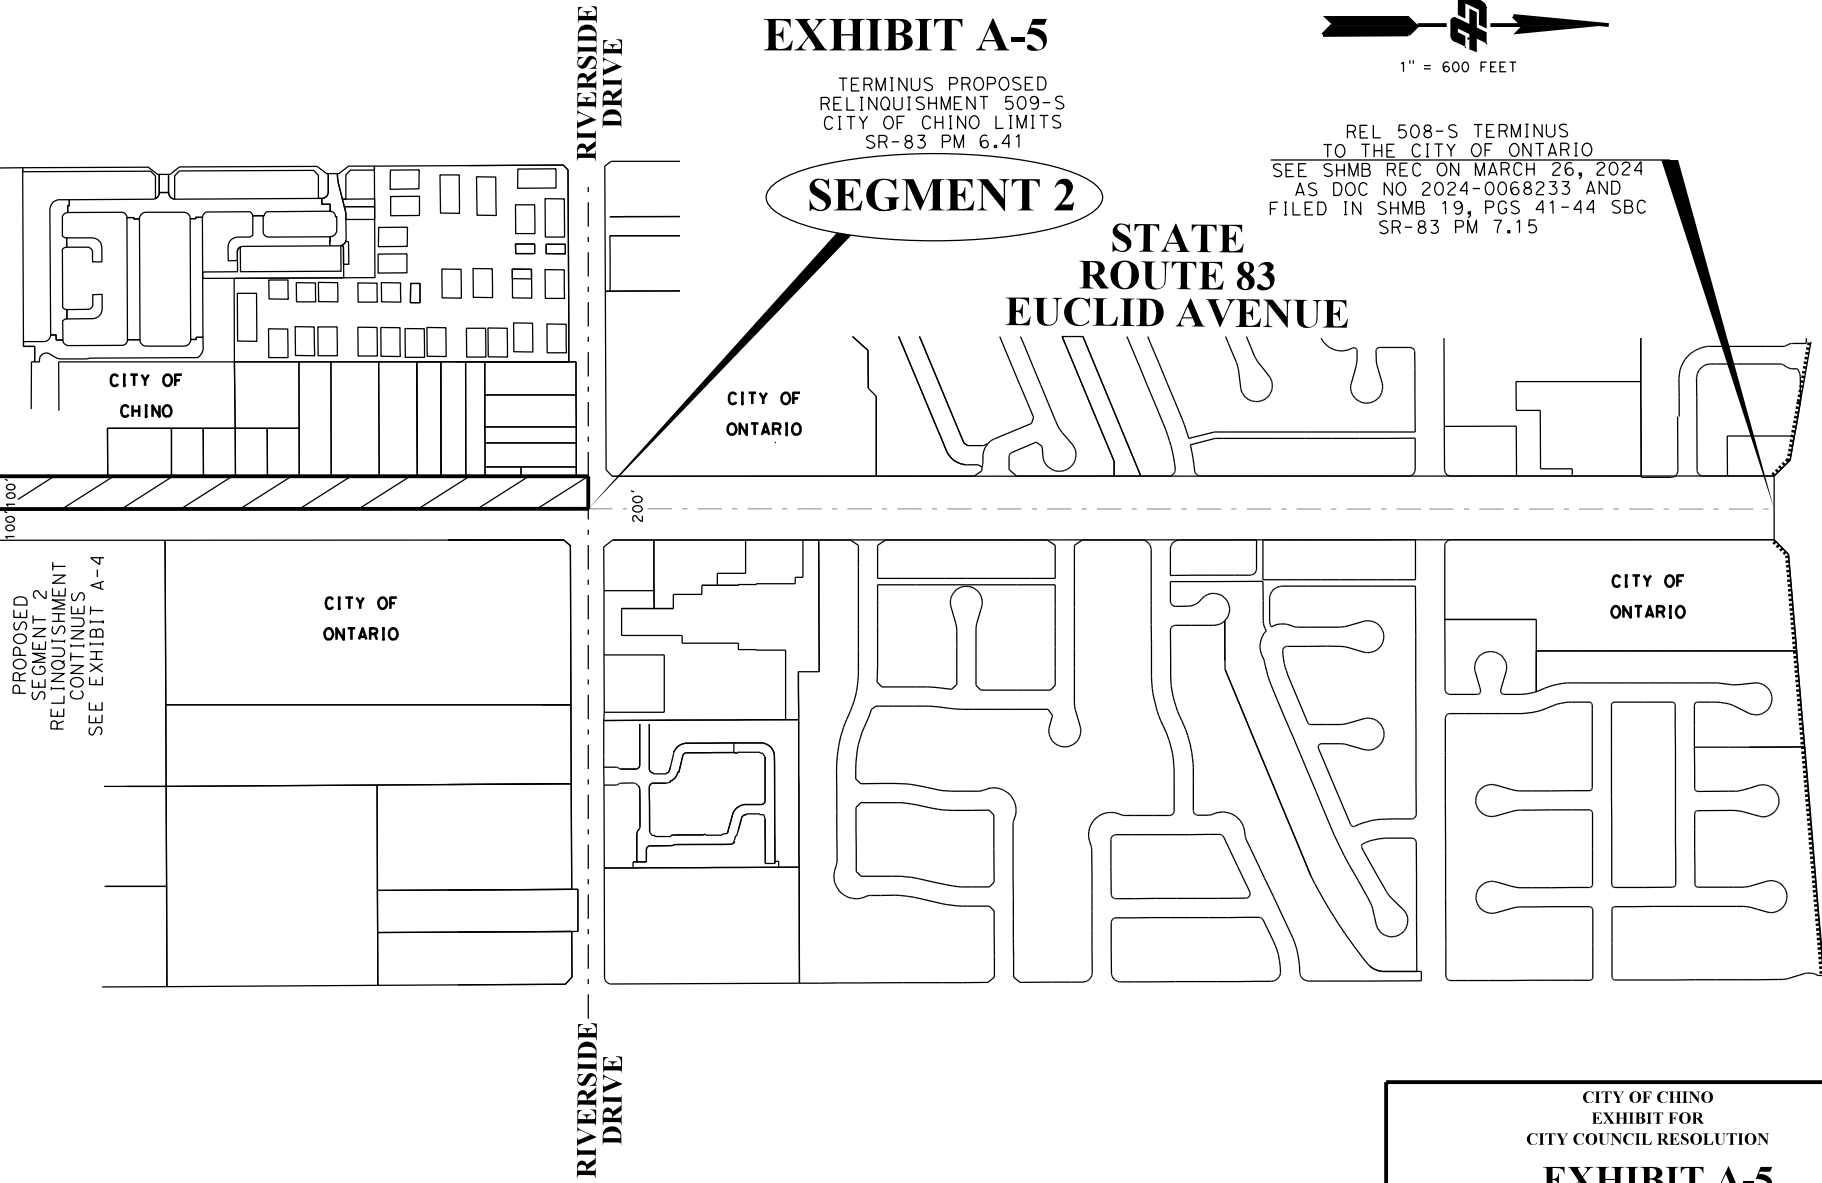 EXHIBIT A-5
1" = 600 FEET
TERMINUS PROPOSED
RELINQUISHMENT 509-S
CITY OF CHINO LIMITS
SR-83 PM 6.41
SEGMENT 2
REL 508-S TERMINUS
TO THE CITY OF ONTARIO
SEE SHMB REC ON MARCH 26, 2024
AS DOC NO 2024-0068233 AND
FILED IN SHMB 19, PGS 41-44 SBC
SR-83 PM 7.15
STATE
ROUTE 83
EUCLID AVENUE
RIVERSIDE
DRIVE
CITY OF
CHINO
CITY OF
ONTARIO
100' 100'
200'
PROPOSED
SEGMENT 2
RELINQUISHMENT
CONTINUES
SEE EXHIBIT A-4
CITY OF
ONTARIO
CITY OF
ONTARIO
RIVERSIDE
DRIVE
CITY OF CHINO
EXHIBIT FOR
CITY COUNCIL RESOLUTION
EXHIBIT A-5